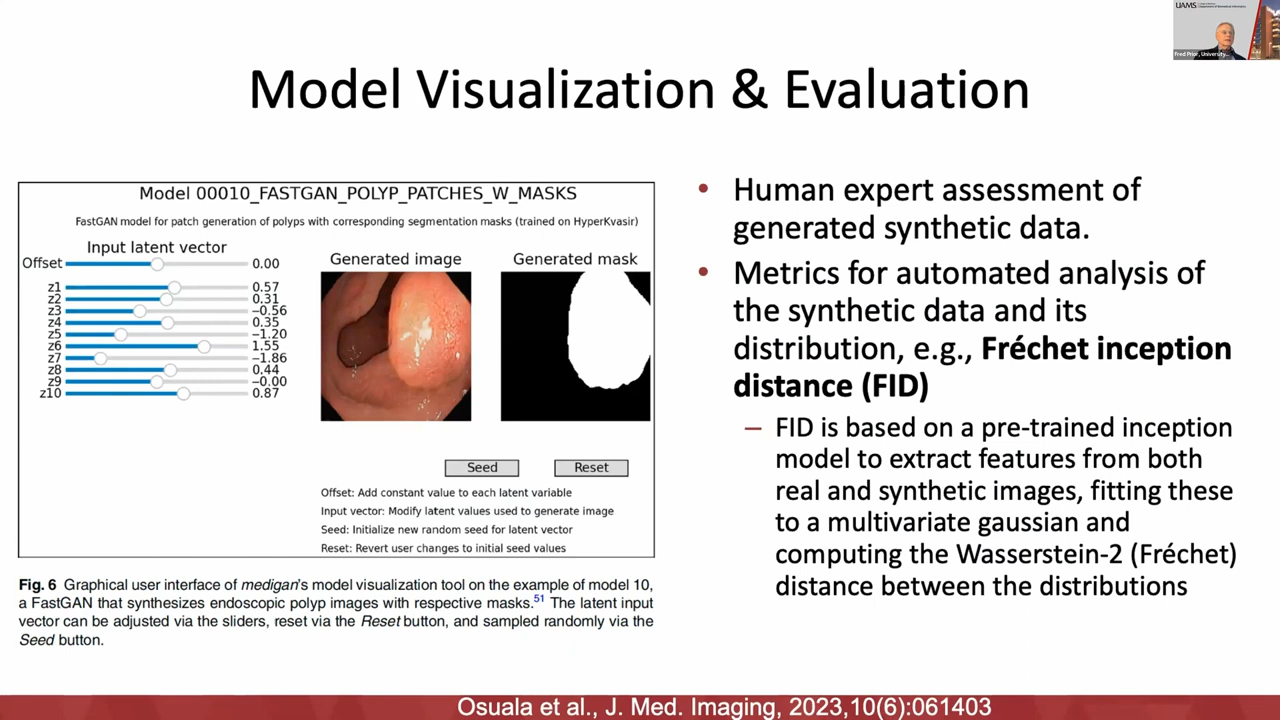 UAMS
Fred Prior, University...
Model Visualization & Evaluation
Model 00010_FASTGAN_POLYP_PATCHES_W_MASKS
FastGAN model for patch generation of polyps with corresponding segmentation masks (trained on HyperKvasir)
Input latent vector
Offset 0.00
z1 0.57
z2 0.31
z3 −0.56
z4 0.35
z5 −1.20
z6 1.55
z7 −1.86
z8 0.44
z9 −0.00
z10 0.87
Generated image
Generated mask
Seed
Reset
Offset: Add constant value to each latent variable
Input vector: Modify latent values used to generate image
Seed: Initialize new random seed for latent vector
Reset: Revert user changes to initial seed values
Fig. 6 Graphical user interface of medigan's model visualization tool on the example of model 10,
a FastGAN that synthesizes endoscopic polyp images with respective masks.51 The latent input
vector can be adjusted via the sliders, reset via the Reset button, and sampled randomly via the
Seed button.
• Human expert assessment of
generated synthetic data.
• Metrics for automated analysis of
the synthetic data and its
distribution, e.g., Fréchet inception
distance (FID)
– FID is based on a pre-trained inception
model to extract features from both
real and synthetic images, fitting these
to a multivariate gaussian and
computing the Wasserstein-2 (Fréchet)
distance between the distributions
Osuala et al., J. Med. Imaging, 2023,10(6):061403